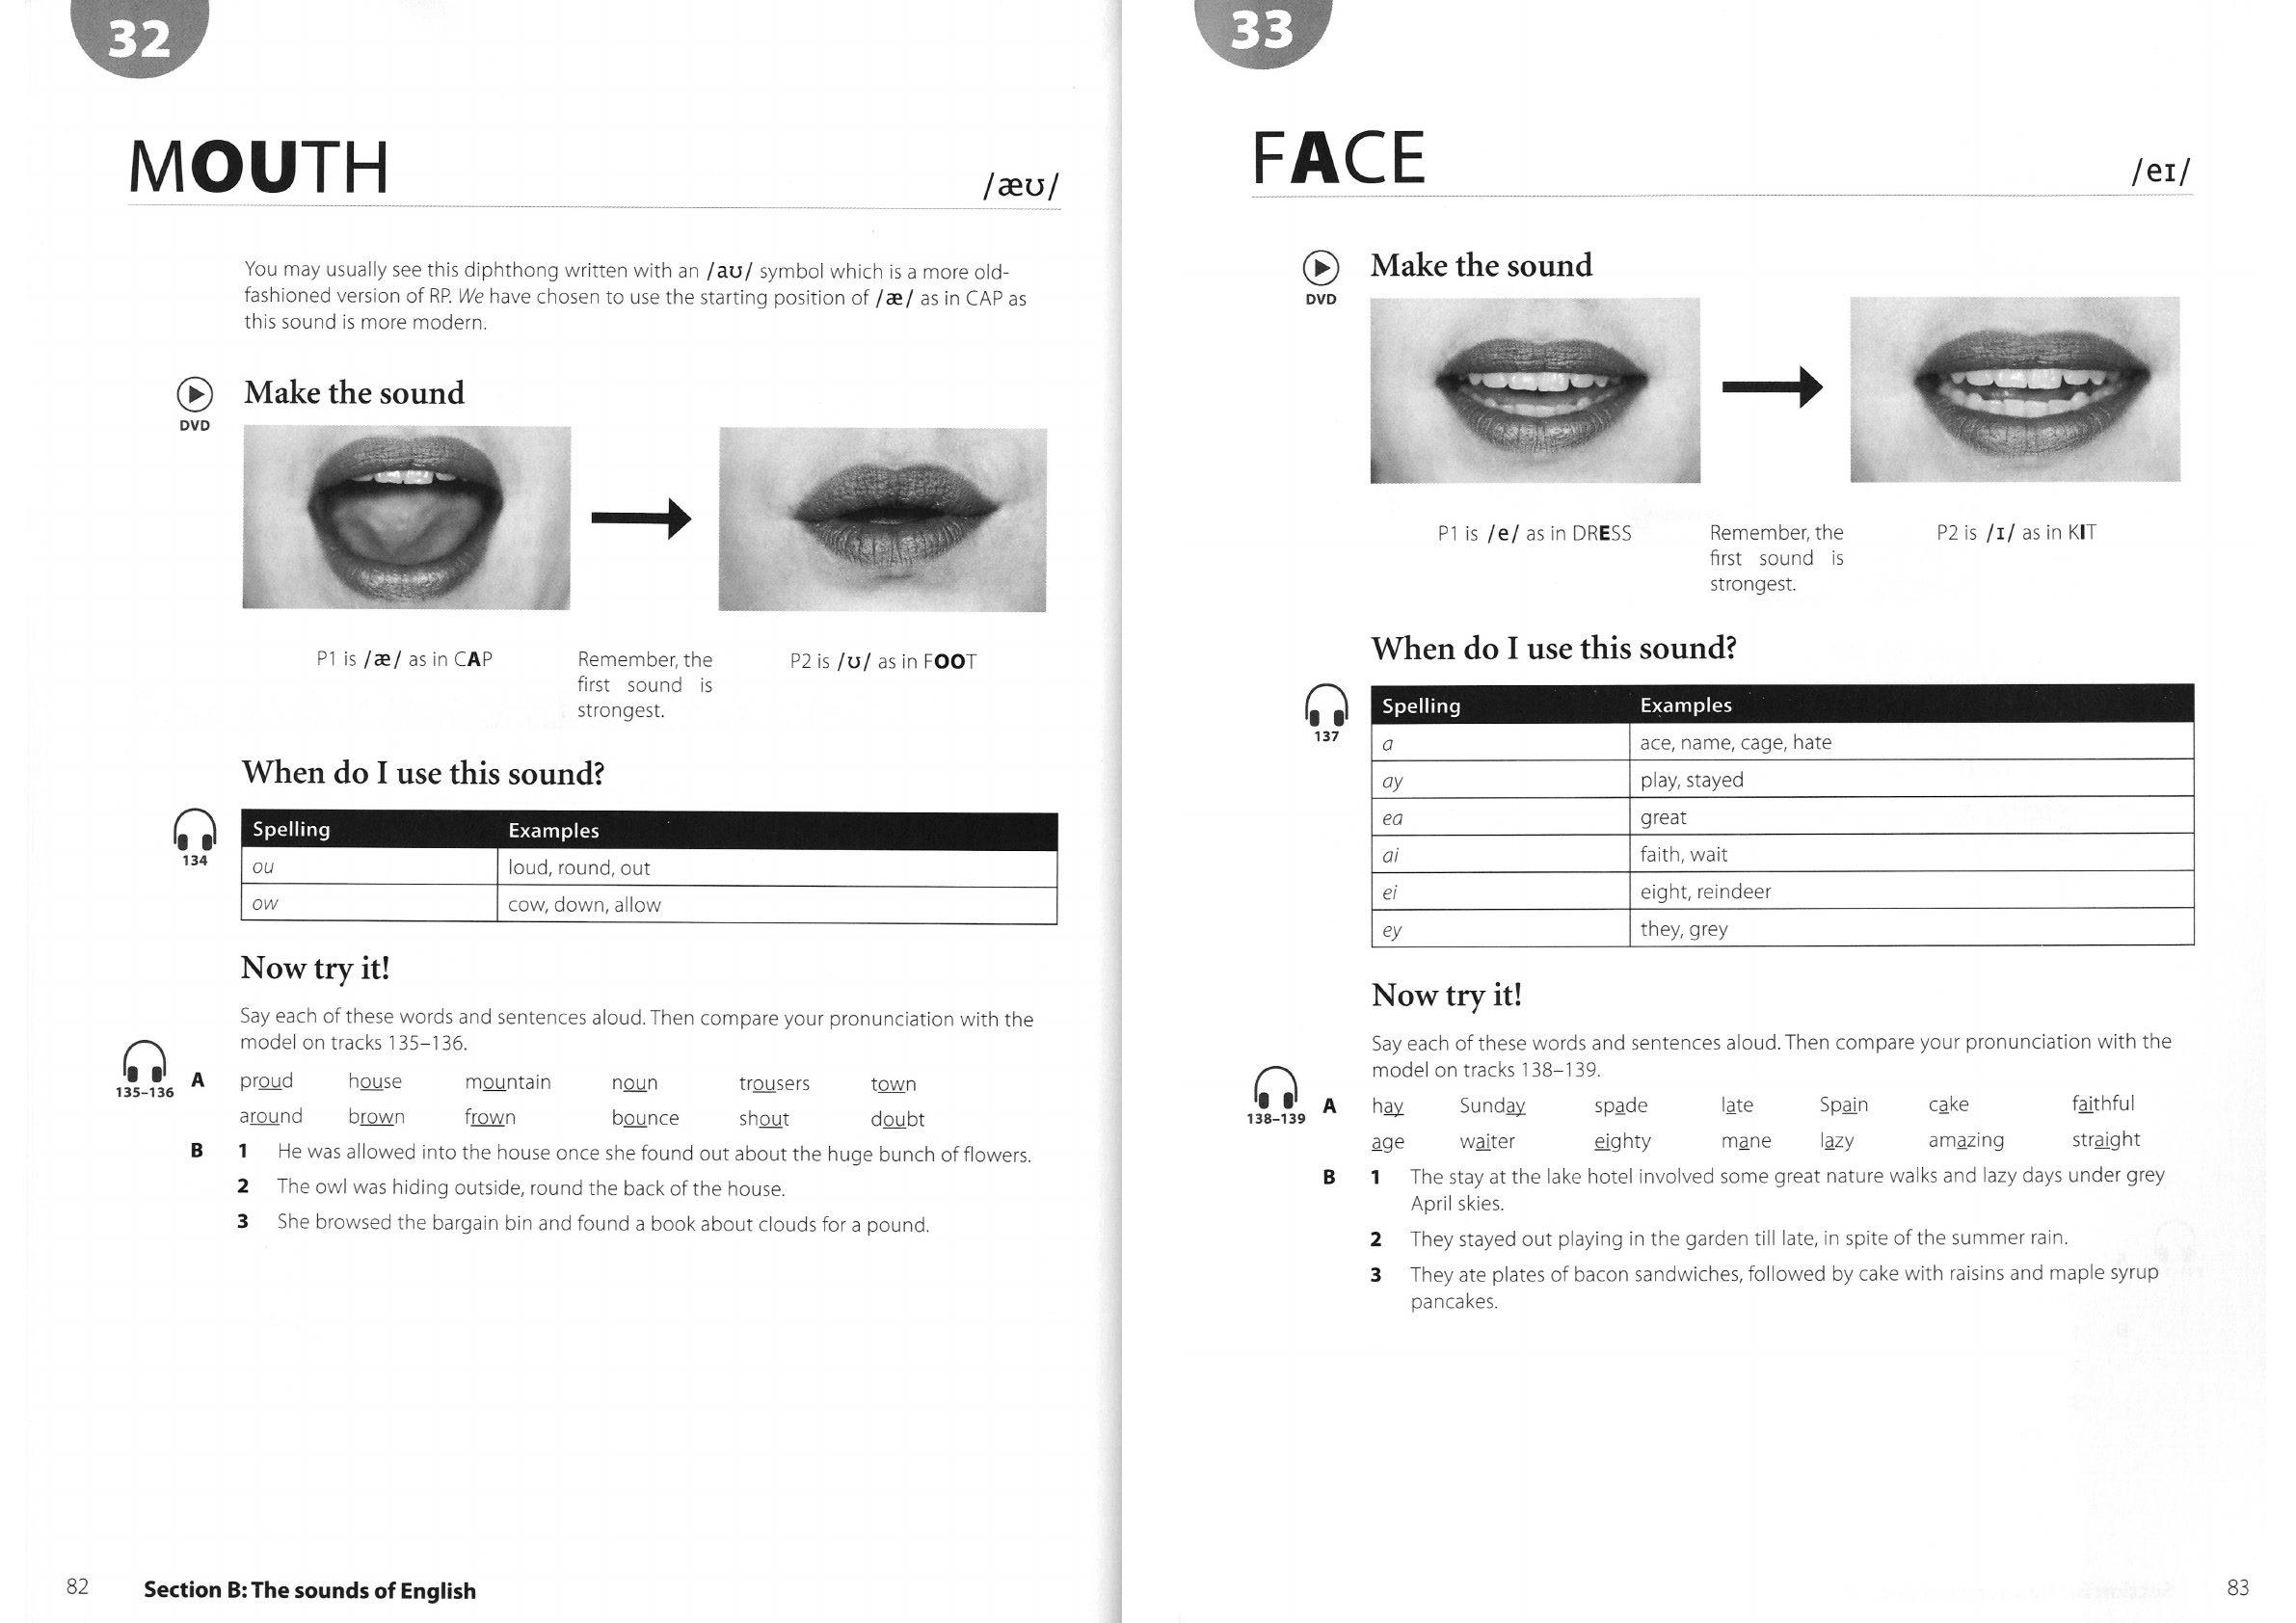 32
MOUTH
/æʊ/
You may usually see this diphthong written with an /aʊ/ symbol which is a more old-
fashioned version of RP. We have chosen to use the starting position of /æ/ as in CAP as
this sound is more modern.
DVD
Make the sound
P1 is /æ/ as in CAP
Remember, the
first sound is
strongest.
P2 is /ʊ/ as in FOOT
When do I use this sound?
134
Spelling Examples
ou loud, round, out
ow cow, down, allow
Now try it!
Say each of these words and sentences aloud. Then compare your pronunciation with the
model on tracks 135–136.
135–136
A proud house mountain noun trousers town
around brown frown bounce shout doubt
B 1 He was allowed into the house once she found out about the huge bunch of flowers.
2 The owl was hiding outside, round the back of the house.
3 She browsed the bargain bin and found a book about clouds for a pound.
82 Section B: The sounds of English
33
FACE
/eɪ/
DVD
Make the sound
P1 is /e/ as in DRESS
Remember, the
first sound is
strongest.
P2 is /ɪ/ as in KIT
When do I use this sound?
137
Spelling Examples
a ace, name, cage, hate
ay play, stayed
ea great
ai faith, wait
ei eight, reindeer
ey they, grey
Now try it!
Say each of these words and sentences aloud. Then compare your pronunciation with the
model on tracks 138–139.
138–139
A hay Sunday spade late Spain cake faithful
age waiter eighty mane lazy amazing straight
B 1 The stay at the lake hotel involved some great nature walks and lazy days under grey
April skies.
2 They stayed out playing in the garden till late, in spite of the summer rain.
3 They ate plates of bacon sandwiches, followed by cake with raisins and maple syrup
pancakes.
83